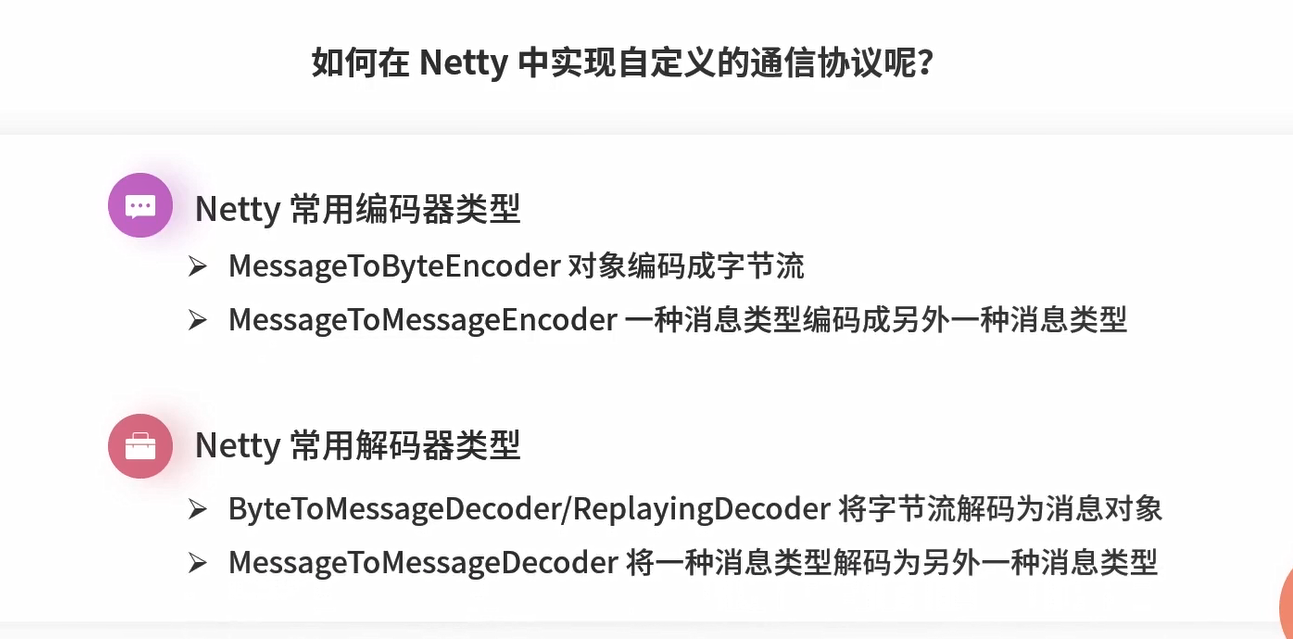 如何在 Netty 中实现自定义的通信协议呢?
Netty 常用编码器类型
➢ MessageToByteEncoder 对象编码成字节流
➢ MessageToMessageEncoder 一种消息类型编码成另外一种消息类型
Netty 常用解码器类型
➢ ByteToMessageDecoder/ReplayingDecoder 将字节流解码为消息对象
➢ MessageToMessageDecoder 将一种消息类型解码为另外一种消息类型